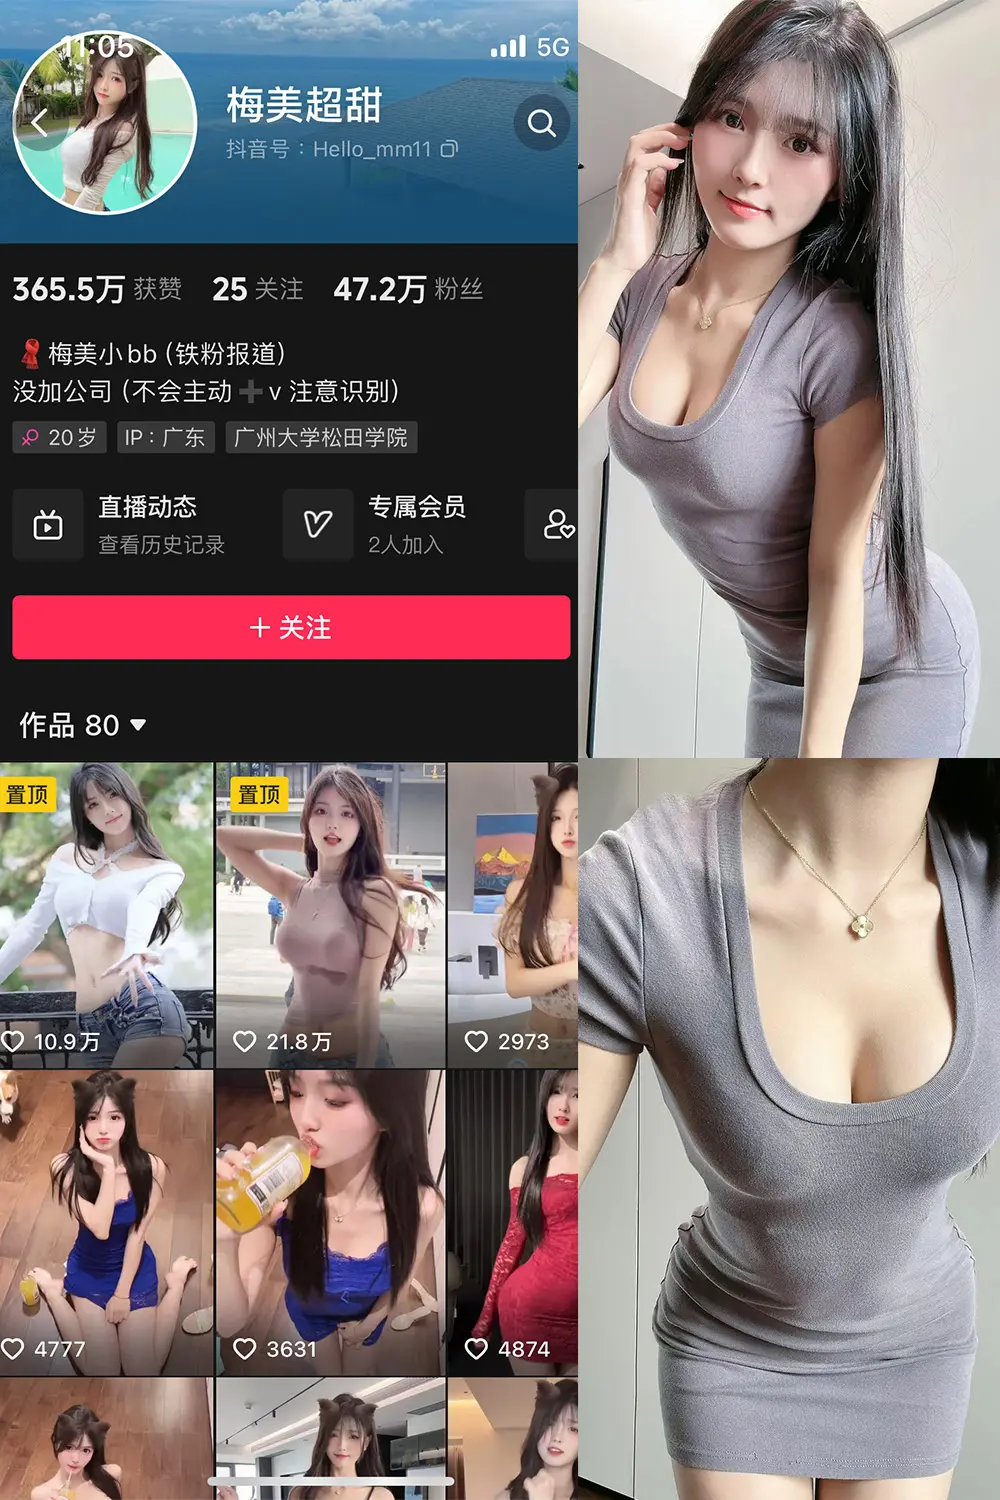 11:05
5G
梅美超甜
抖音号：Hello_mm11
365.5万 获赞 25 关注 47.2万 粉丝
梅美小bb (铁粉报道)
没加公司 (不会主动➕v 注意识别)
20岁 IP：广东 广州大学松田学院
直播动态 专属会员
查看历史记录 2人加入
＋关注
作品 80
置顶 置顶
10.9万 21.8万 2973
4777 3631 4874